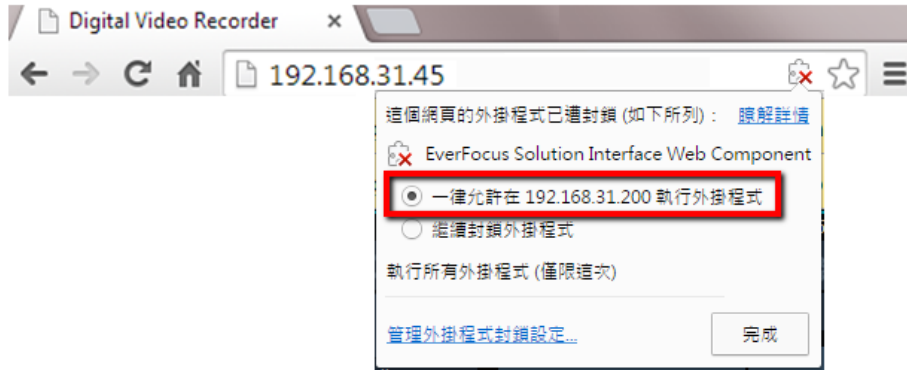 Digital Video Recorder
192.168.31.45
這個網頁的外掛程式已遭封鎖 (如下所列)： 瞭解詳情
EverFocus Solution Interface Web Component
一律允許在 192.168.31.200 執行外掛程式
繼續封鎖外掛程式
執行所有外掛程式 (僅限這次)
管理外掛程式封鎖設定... 完成